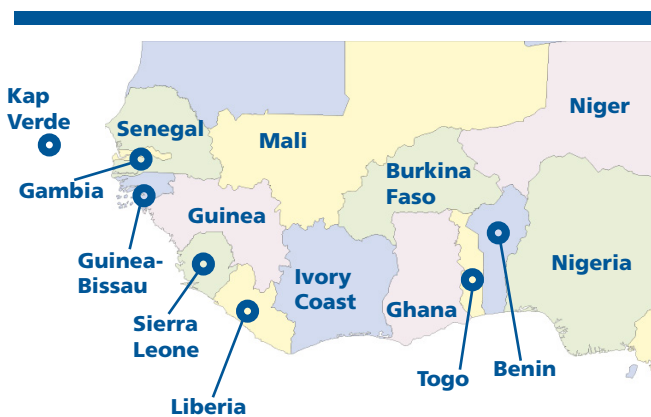 Kap
Verde
Senegal
Mali
Niger
Gambia
Burkina
Faso
Guinea
Guinea-
Bissau
Ivory
Coast
Ghana
Nigeria
Sierra
Leone
Togo
Benin
Liberia